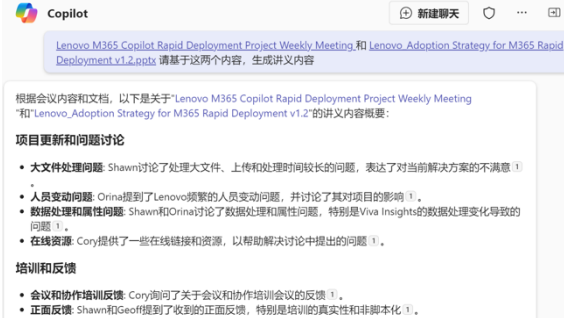 Copilot
新建聊天
Lenovo M365 Copilot Rapid Deployment Project Weekly Meeting 和 Lenovo_Adoption Strategy for M365 Rapid
Deployment v1.2.pptx 请基于这两个内容，生成讲义内容
根据会议内容和文档，以下是关于"Lenovo M365 Copilot Rapid Deployment Project Weekly Meeting
"和"Lenovo_Adoption Strategy for M365 Rapid Deployment v1.2"的讲义内容概要：
项目更新和问题讨论
• 大文件处理问题: Shawn讨论了处理大文件、上传和处理时间较长的问题，表达了对当前解决方案的不满意 1
。
• 人员变动问题: Orina提到了Lenovo频繁的人员变动问题，并讨论了其对项目的影响 1 。
• 数据处理和属性问题: Shawn和Orina讨论了数据处理和属性问题，特别是Viva Insights的数据处理变化导致的
问题 1 。
• 在线资源: Cory提供了一些在线链接和资源，以帮助解决讨论中提出的问题 1 。
培训和反馈
• 会议和协作培训反馈: Cory询问了关于会议和协作培训会议的反馈 1 。
• 正面反馈: Shawn和Geoff提到了收到的正面反馈，特别是培训的真实性和非脚本化 1 。